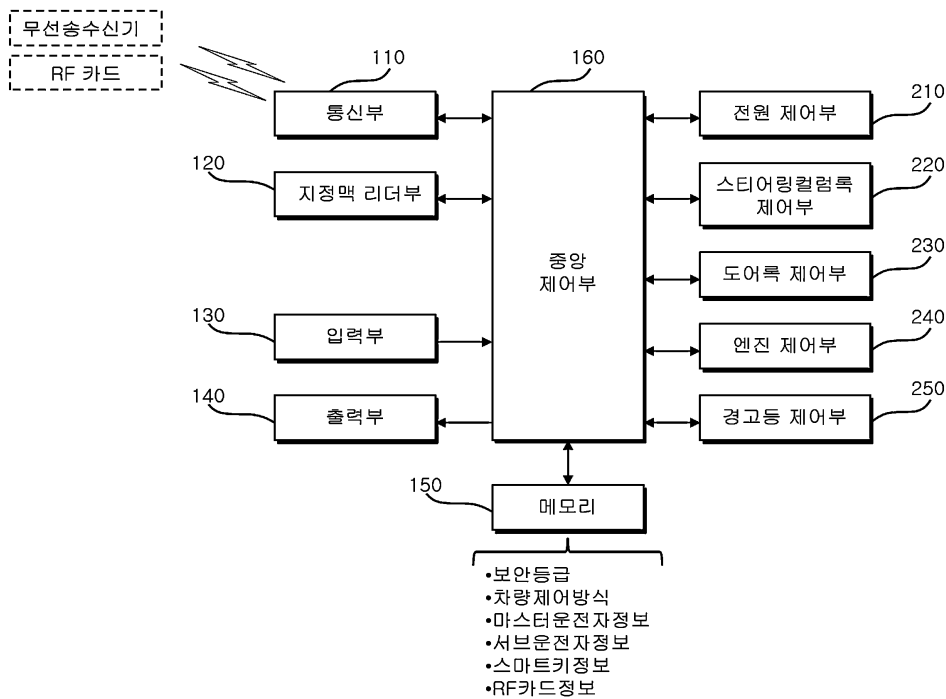 무선송수신기
RF 카드
110
통신부
120
지정맥 리더부
130
입력부
140
출력부
160
중앙
제어부
210
전원 제어부
220
스티어링컬럼록
제어부
230
도어록 제어부
240
엔진 제어부
250
경고등 제어부
150
메모리
•보안등급
•차량제어방식
•마스터운전자정보
•서브운전자정보
•스마트키정보
•RF카드정보